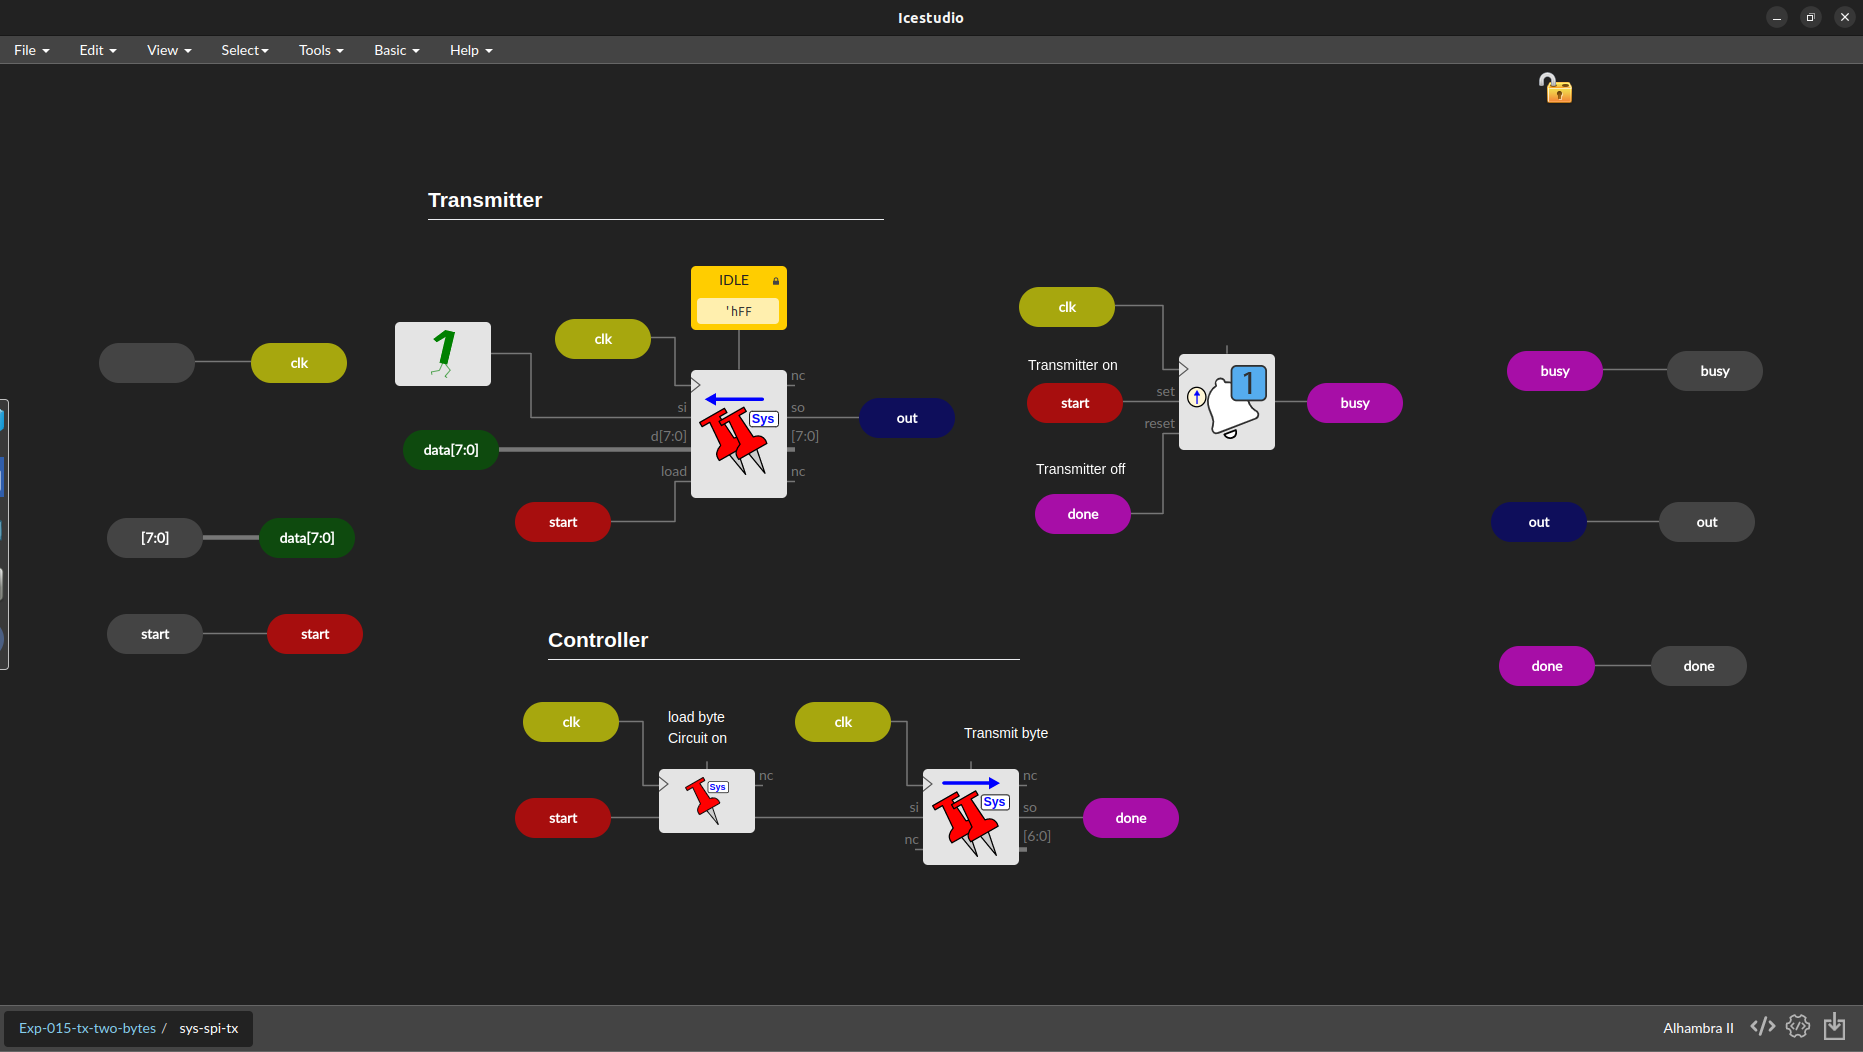 Icestudio
File Edit View Select Tools Basic Help
Transmitter
IDLE
'hFF
1
clk
clk
si
d[7:0]
load
Sys
nc
so
[7:0]
nc
out
data[7:0]
start
[7:0]
data[7:0]
start
start
clk
Transmitter on
start
set
reset
1
busy
Transmitter off
done
busy
busy
out
out
done
done
Controller
clk
load byte
Circuit on
start
Sys
nc
clk
Transmit byte
si
nc
Sys
nc
so
[6:0]
done
Exp-015-tx-two-bytes / sys-spi-tx
Alhambra II </>